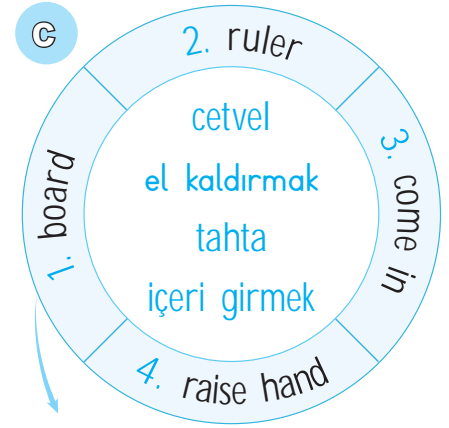 C
1. board
2. ruler
3. come in
4. raise hand
cetvel
el kaldırmak
tahta
içeri girmek